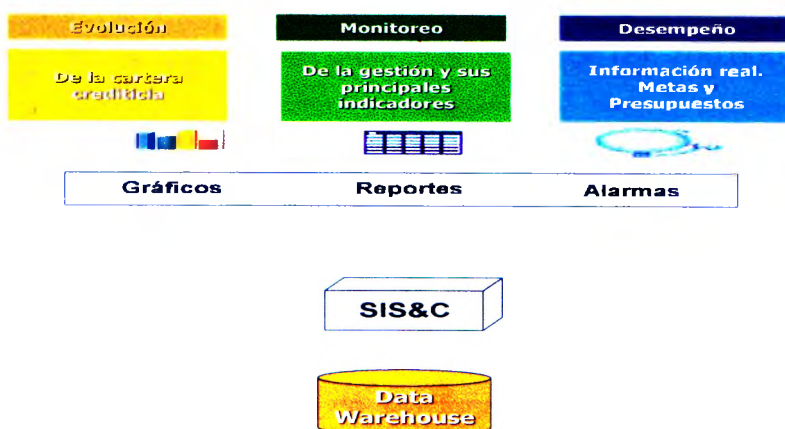 Evolución
Monitoreo
Desempeño
De la cartera
crediticia
De la gestión y sus
principales
indicadores
Información real.
Metas y
Presupuestos
Gráficos
Reportes
Alarmas
SIS&C
Data
Warehouse